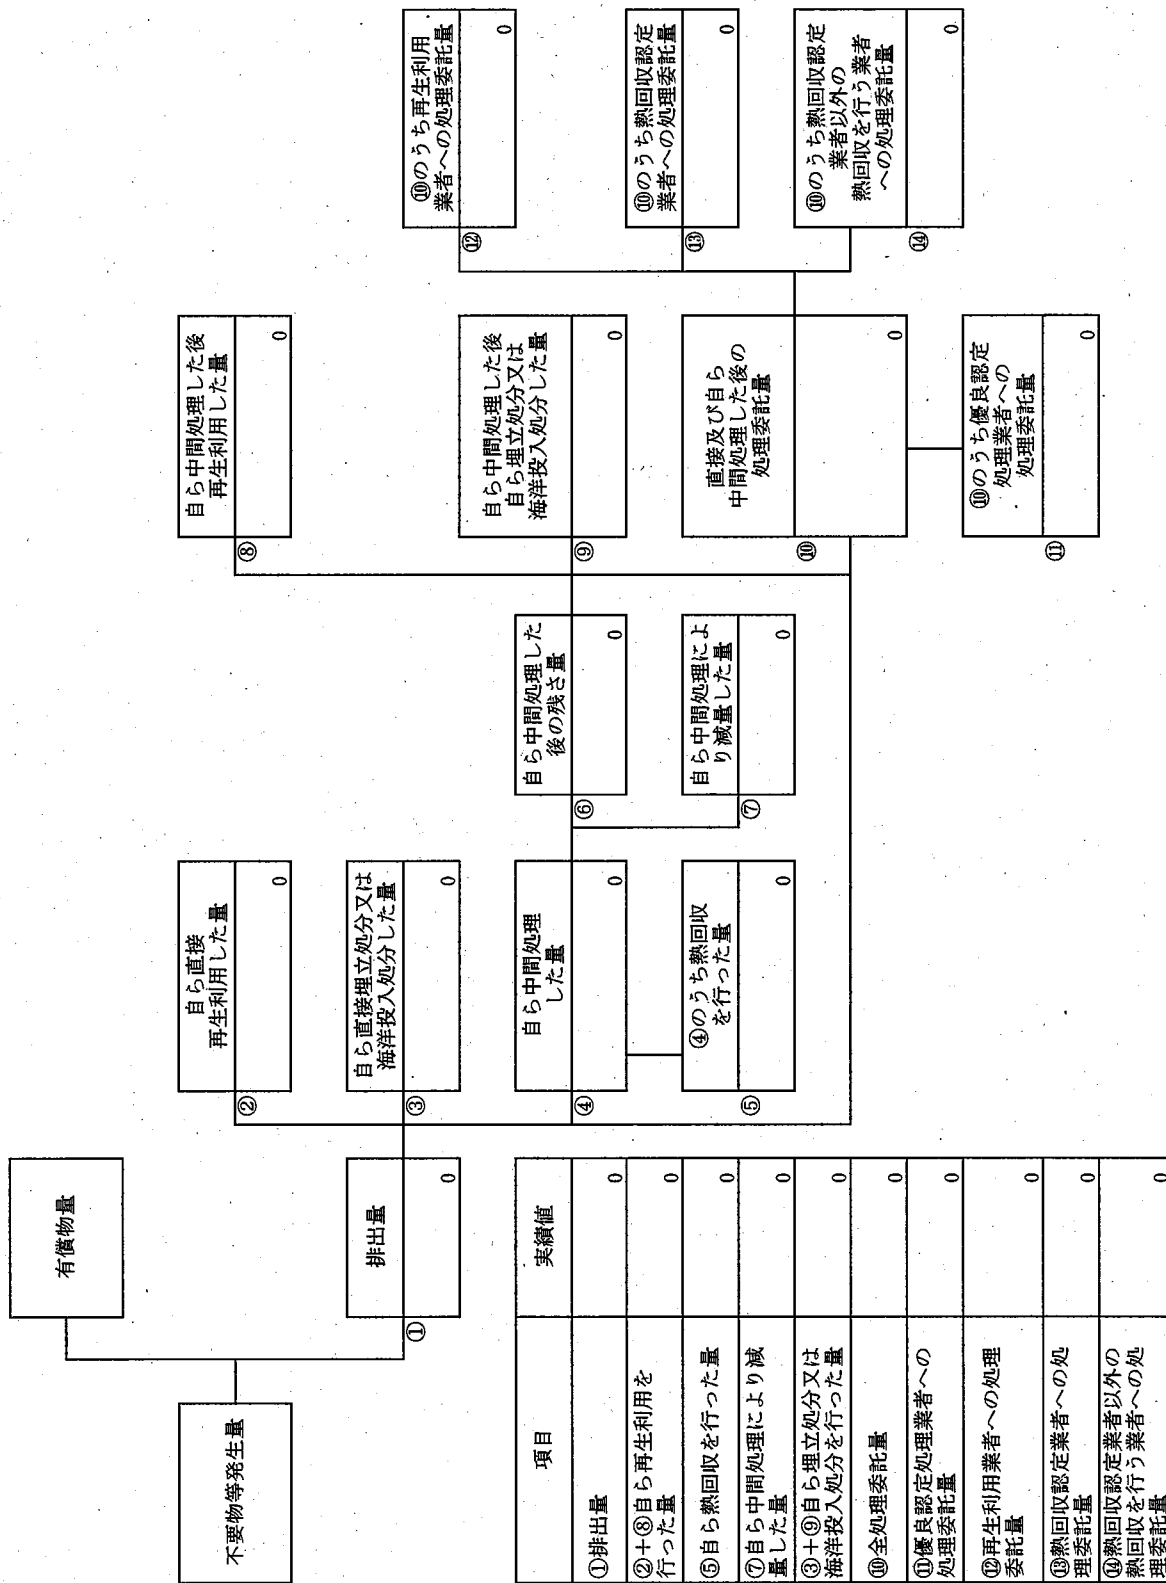 不要物等発生量
有償物量
排出量
①
0
自ら直接
再生利用した量
②
0
自ら直接埋立処分又は
海洋投入処分した量
③
0
自ら中間処理
した量
④
0
④のうち熱回収
を行った量
⑤
0
自ら中間処理した
後の残さ量
⑥
0
自ら中間処理によ
り減量した量
⑦
0
自ら中間処理した後
再生利用した量
⑧
0
自ら中間処理した後
自ら埋立処分又は
海洋投入処分した量
⑨
0
直接及び自ら
中間処理した後の
処理委託量
⑩
0
⑩のうち優良認定
処理業者への
処理委託量
⑪
0
⑩のうち再生利用
業者への処理委託量
⑫
0
⑩のうち熱回収認定
業者への処理委託量
⑬
0
⑩のうち熱回収認定
業者以外の
熱回収を行う業者
への処理委託量
⑭
0
項目 実績値
①排出量 0
②+⑧自ら再生利用を
行った量 0
⑤自ら熱回収を行った量 0
⑦自ら中間処理により減
量した量 0
③+⑨自ら埋立処分又は
海洋投入処分を行った量 0
⑩全処理委託量 0
⑪優良認定処理業者への
処理委託量 0
⑫再生利用業者への処理
委託量 0
⑬熱回収認定業者への処
理委託量 0
⑭熱回収認定業者以外の
熱回収を行う業者への処
理委託量 0